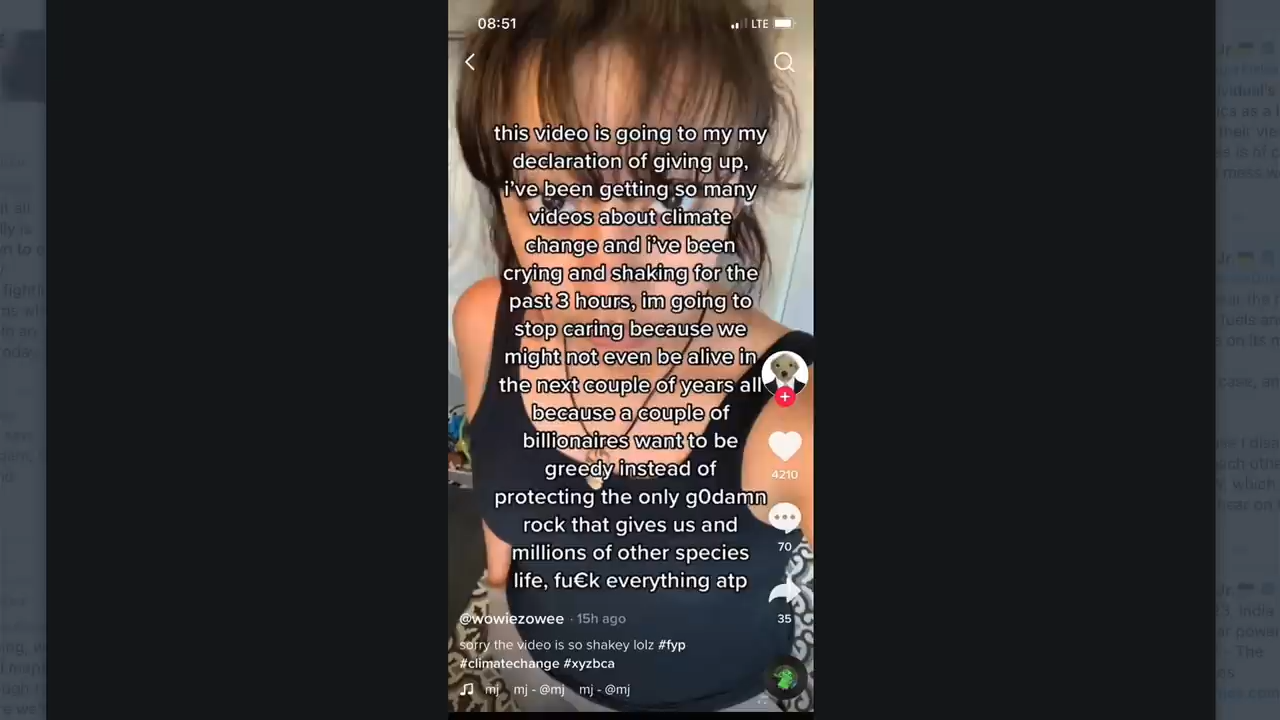 08:51
LTE
this video is going to my my
declaration of giving up,
i've been getting so many
videos about climate
change and i've been
crying and shaking for the
past 3 hours, im going to
stop caring because we
might not even be alive in
the next couple of years all
because a couple of
billionaires want to be
greedy instead of
protecting the only g0damn
rock that gives us and
millions of other species
life, fu€k everything atp
4210
70
35
@wowiezowee · 15h ago
sorry the video is so shakey lolz #fyp
#climatechange #xyzbca
mj mj - @mj mj - @mj